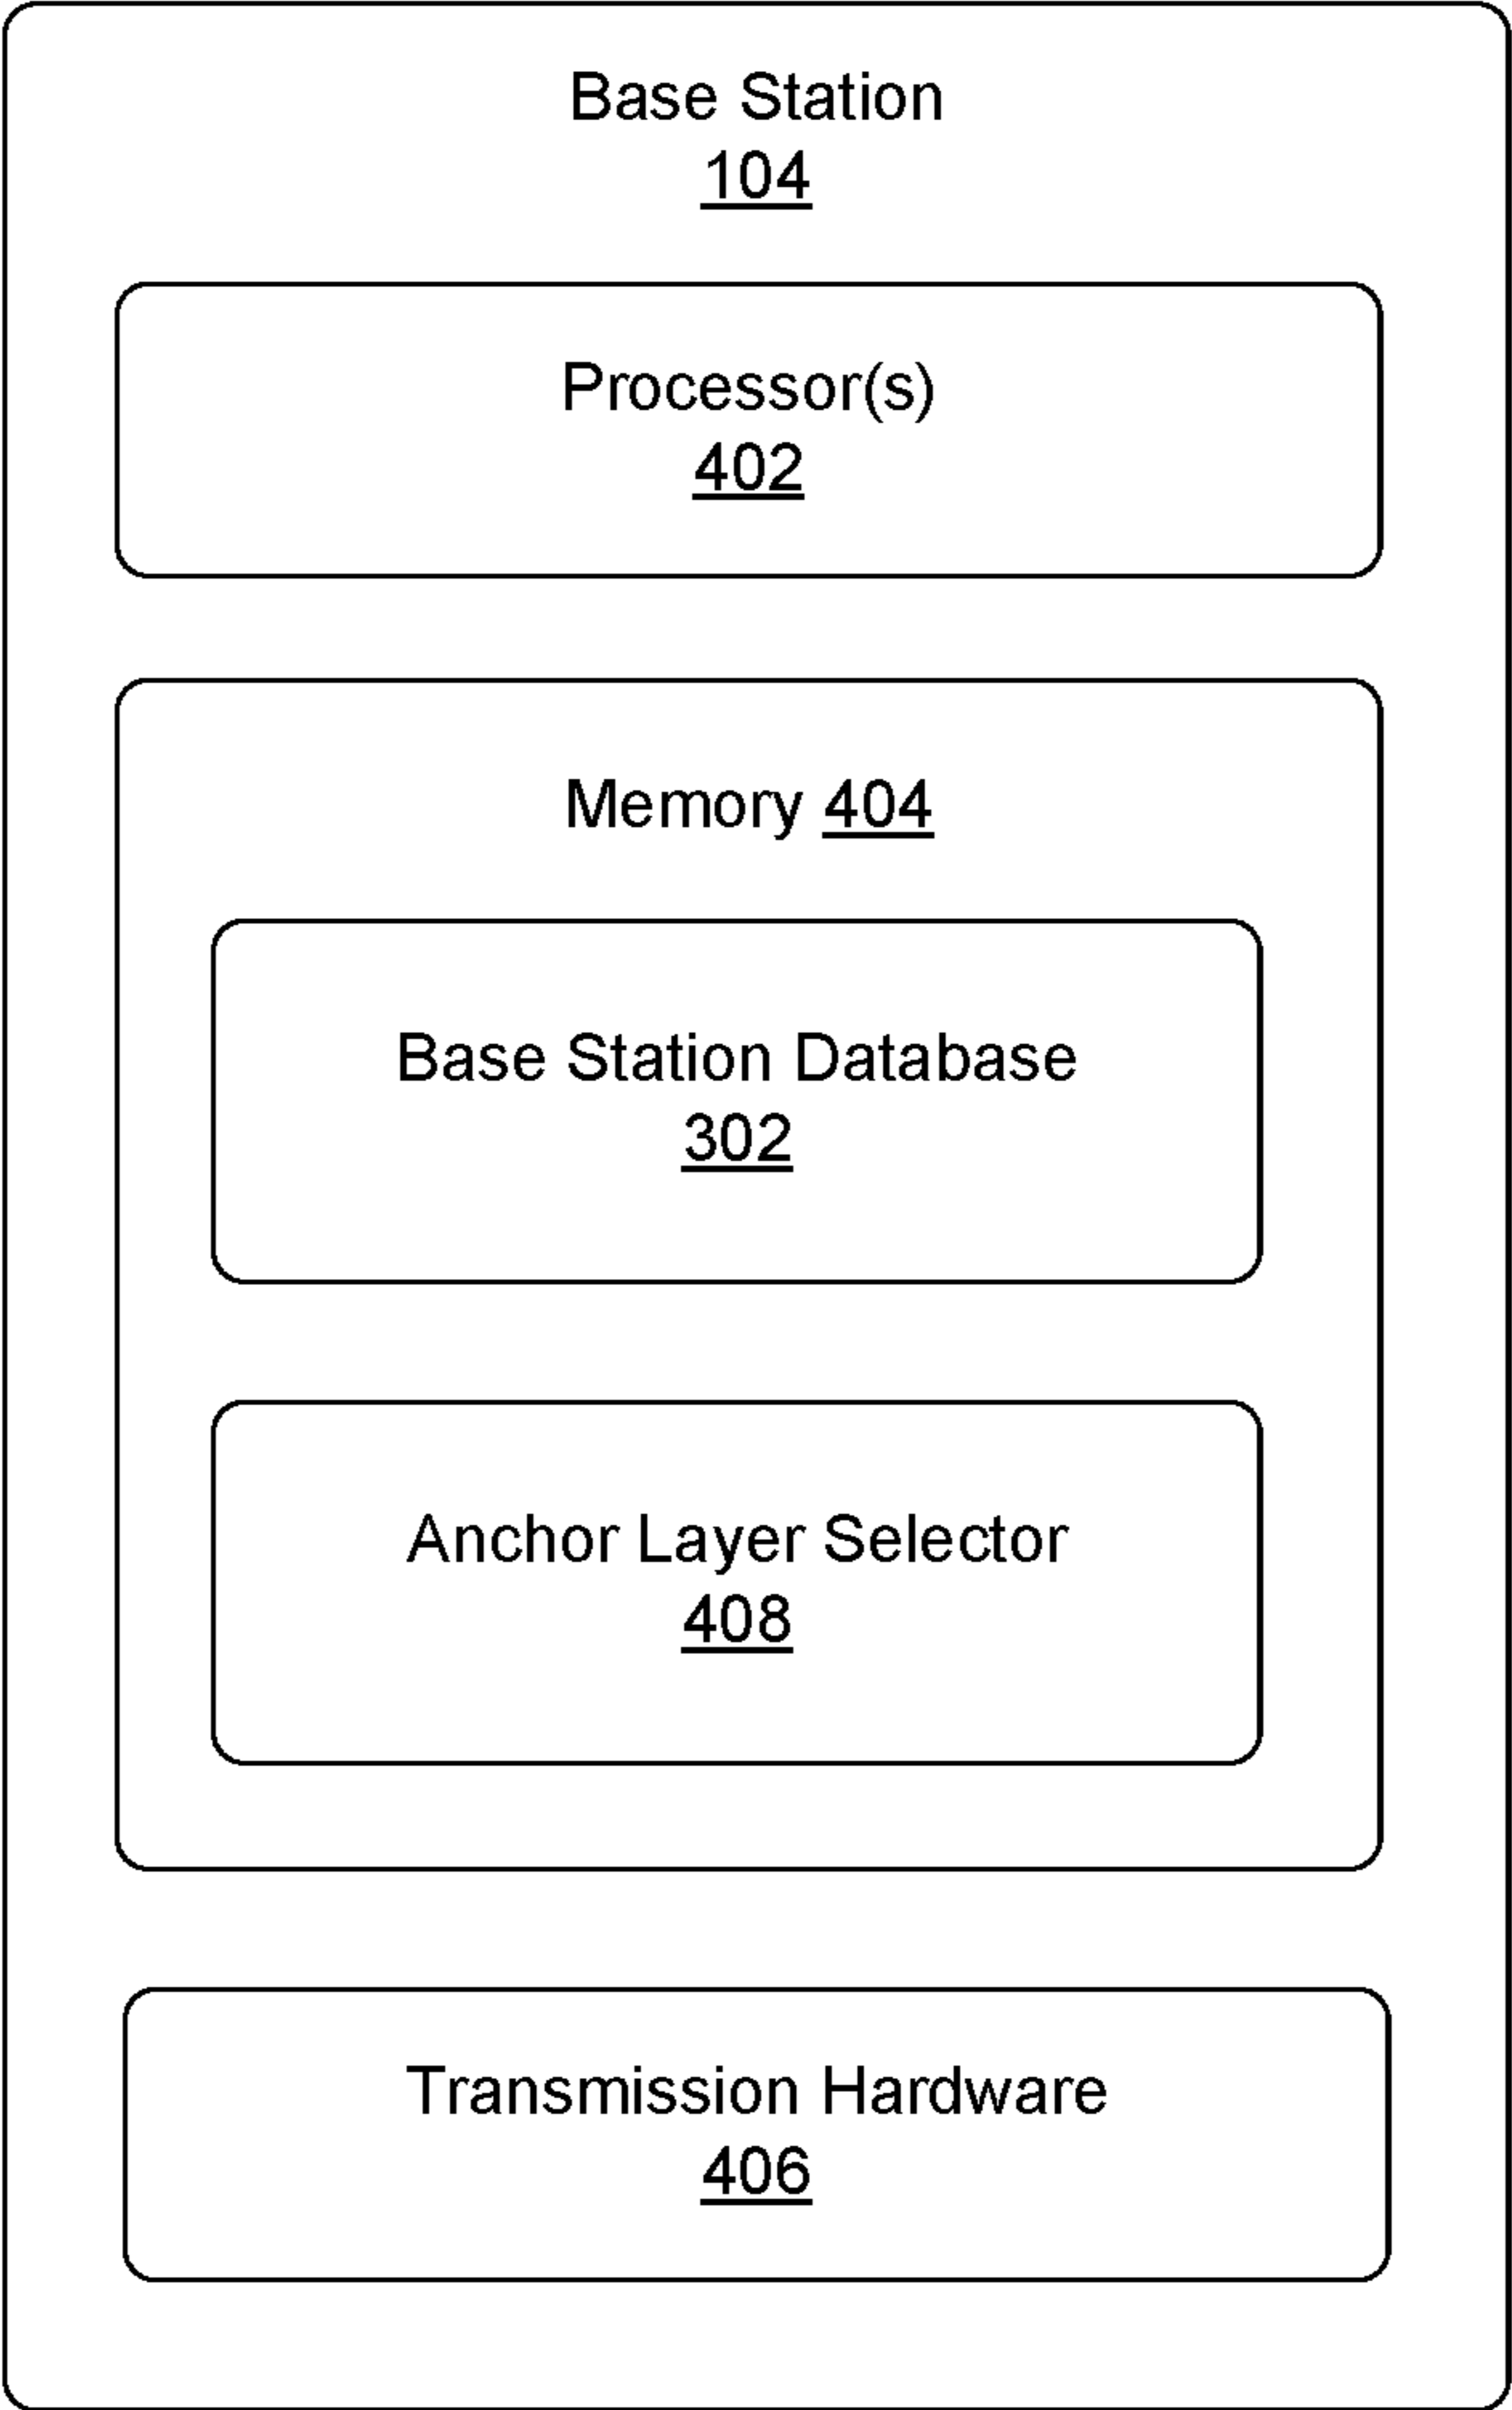 Base Station
104
Processor(s)
402
Memory 404
Base Station Database
302
Anchor Layer Selector
408
Transmission Hardware
406